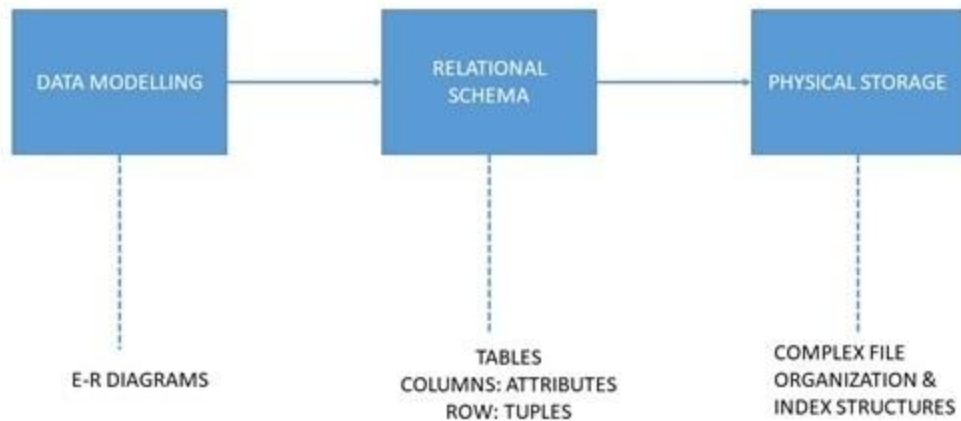 DATA MODELLING
RELATIONAL
SCHEMA
PHYSICAL STORAGE
E-R DIAGRAMS
TABLES
COLUMNS: ATTRIBUTES
ROW: TUPLES
COMPLEX FILE
ORGANIZATION &
INDEX STRUCTURES